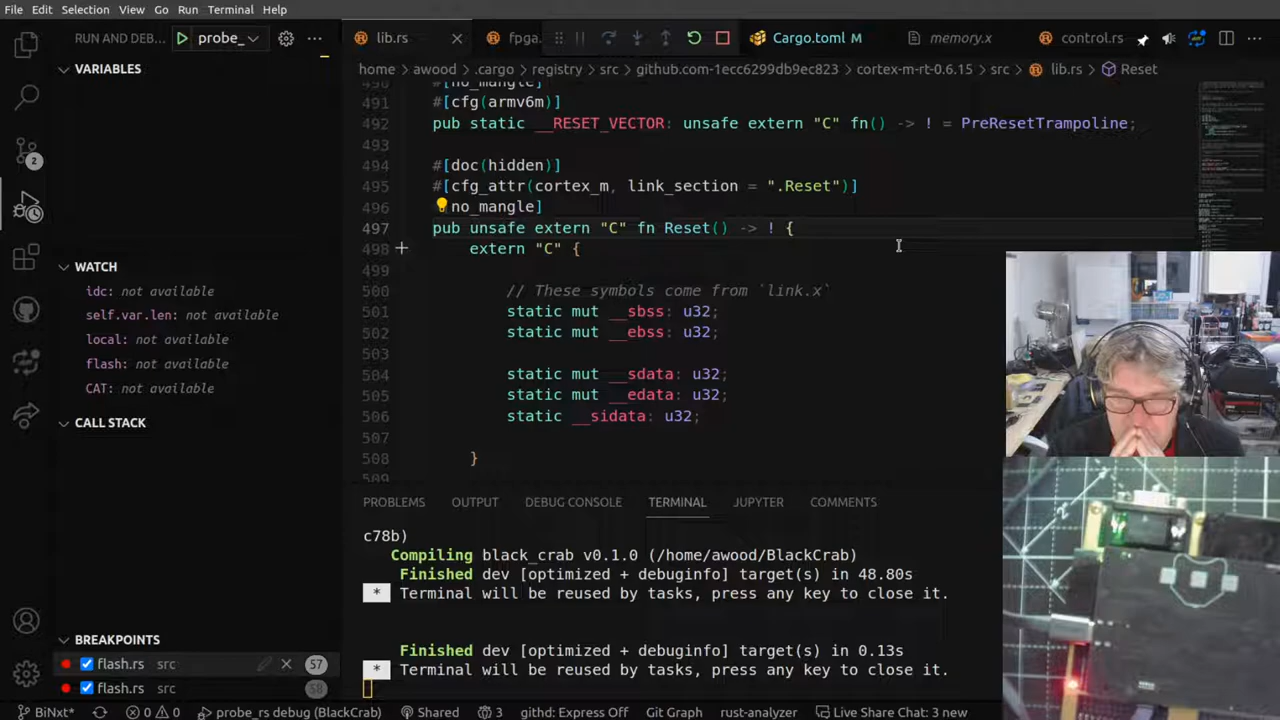 File Edit Selection View Go Run Terminal Help
RUN AND DEB... probe_ ...
lib.rs fpga. Cargo.toml M memory.x control.rs ...
VARIABLES
home awood .cargo registry src github.com-1ecc6299db9ec823 cortex-m-rt-0.6.15 src lib.rs Reset
490 #[no_mangle]
491 #[cfg(armv6m)]
492 pub static __RESET_VECTOR: unsafe extern "C" fn() -> ! = PreResetTrampoline;
493
494 #[doc(hidden)]
495 #[cfg_attr(cortex_m, link_section = ".Reset")]
496 no_mangle]
497 pub unsafe extern "C" fn Reset() -> ! {
498 extern "C" {
499
500 // These symbols come from `link.x`
501 static mut __sbss: u32;
502 static mut __ebss: u32;
503
504 static mut __sdata: u32;
505 static mut __edata: u32;
506 static __sidata: u32;
507
508 }
509
WATCH
idc: not available
self.var.len: not available
local: not available
flash: not available
CAT: not available
CALL STACK
2
PROBLEMS OUTPUT DEBUG CONSOLE TERMINAL JUPYTER COMMENTS
c78b)
Compiling black_crab v0.1.0 (/home/awood/BlackCrab)
Finished dev [optimized + debuginfo] target(s) in 48.80s
* Terminal will be reused by tasks, press any key to close it.
Finished dev [optimized + debuginfo] target(s) in 0.13s
* Terminal will be reused by tasks, press any key to close it.
BREAKPOINTS
flash.rs src 57
flash.rs src 58
BiNxt* 0 0 probe_rs debug (BlackCrab) Shared 3 githd: Express Off Git Graph rust-analyzer Live Share Chat: 3 new